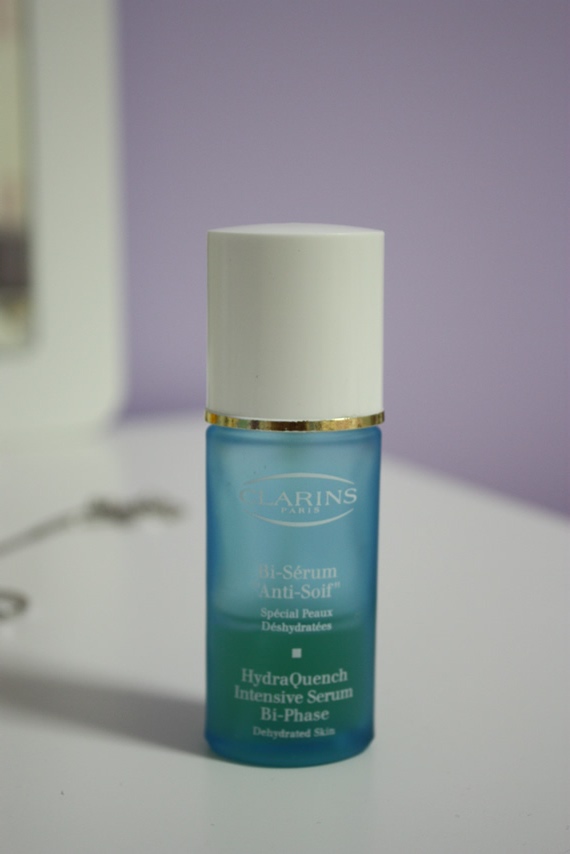 CLARINS
PARIS
Bi-Sérum
"Anti-Soif"
Spécial Peaux
Déshydratées
HydraQuench
Intensive Serum
Bi-Phase
Dehydrated Skin